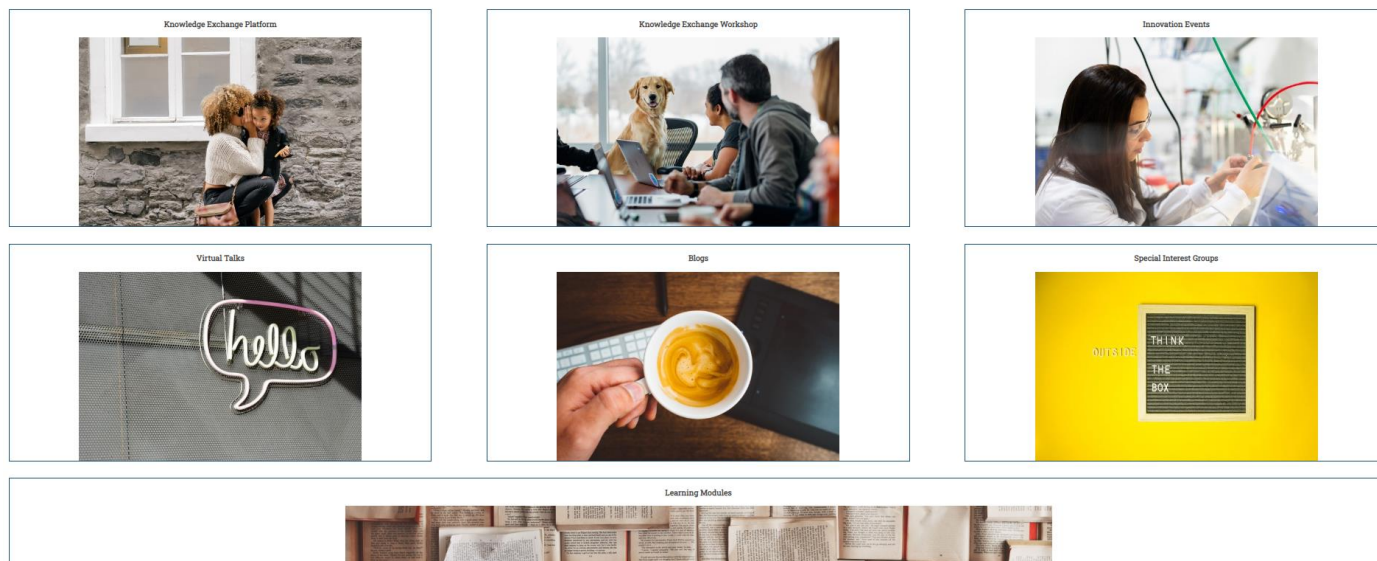 Knowledge Exchange Platform
Knowledge Exchange Workshop
Innovation Events
Virtual Talks
hello
Blogs
Special Interest Groups
OUTSIDE
THINK
THE
BOX
Learning Modules